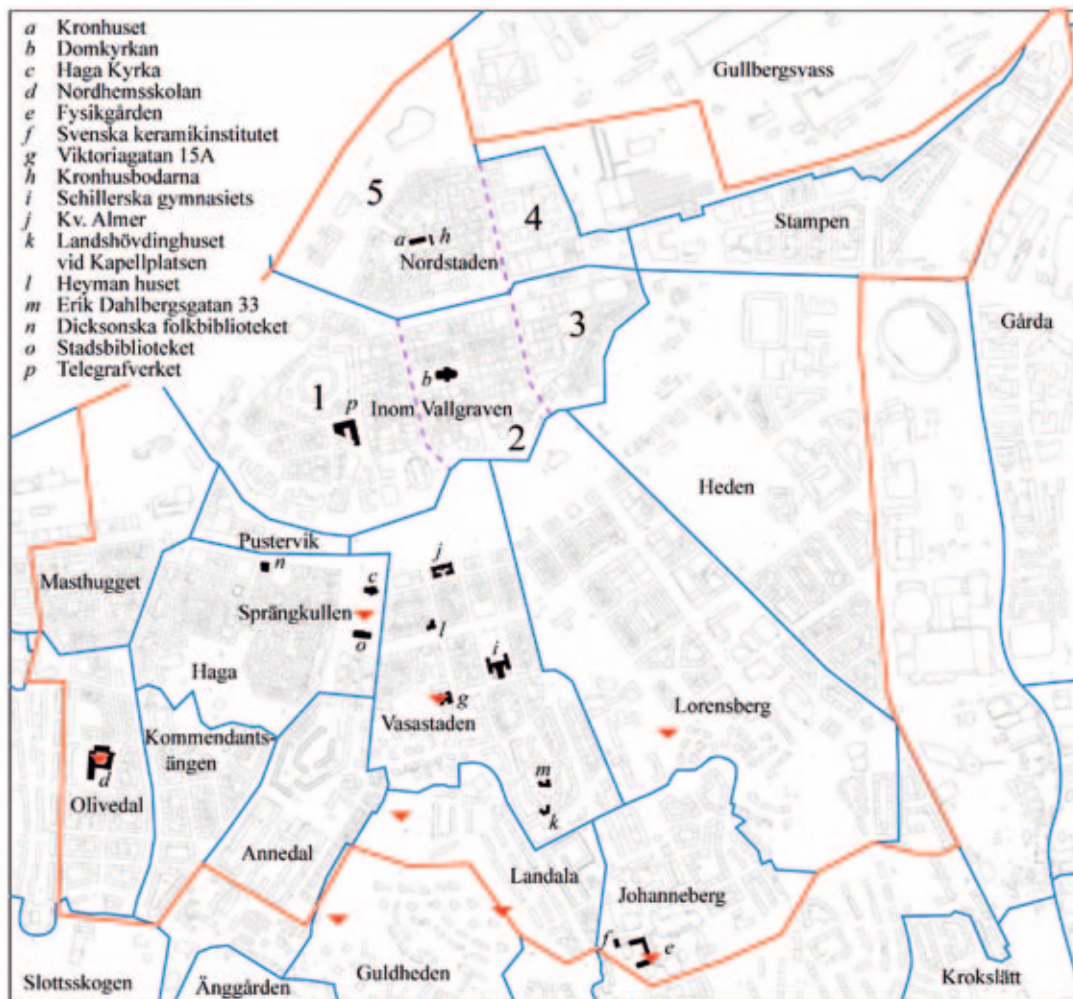 a Kronhuset
b Domkyrkan
c Haga Kyrka
d Nordhemsskolan
e Fysikgården
f Svenska keramikinstitutet
g Viktoriagatan 15A
h Kronhusbodarna
i Schillerska gymnasiets
j Kv. Almer
k Landshövdinghuset
vid Kapellplatsen
l Heyman huset
m Erik Dahlbergsgatan 33
n Dicksonska folkbiblioteket
o Stadsbiblioteket
p Telegrafverket
Gullbergsvass
5
4
Stampen
a h
Nordstaden
3
Gårda
b
1 p
Inom Vallgraven
2
Heden
Pustervik
j
Masthugget
n
c
Sprängkullen
l
o
i
Haga
g
Vasastaden
Lorensberg
Kommendants-
ängen
d
Olivedal
m
k
Annedal
Landala
Johanneberg
f e
Slottsskogen
Änggården
Guldheden
Krokslätt